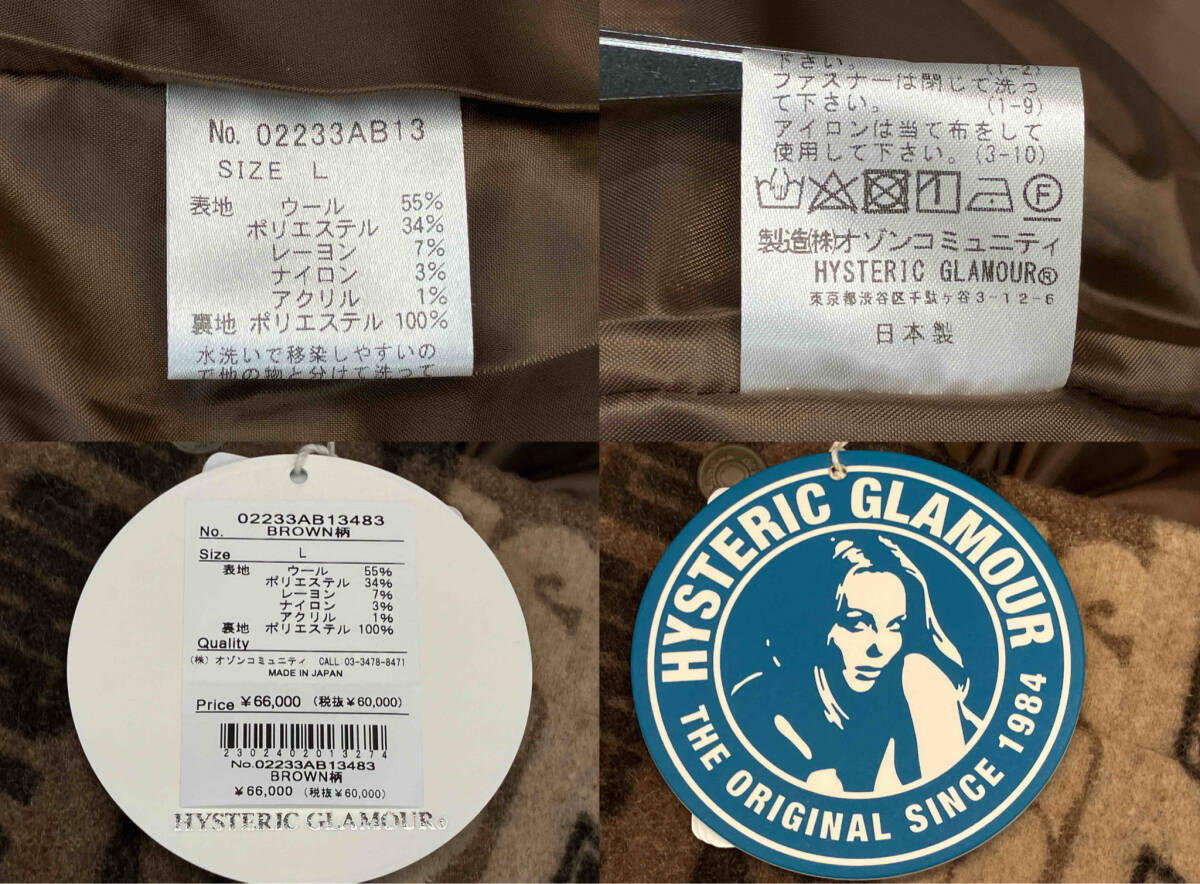 No. 02233AB13
SIZE L
表地 ウール 55%
ポリエステル 34%
レーヨン 7%
ナイロン 3%
アクリル 1%
裏地 ポリエステル 100%
水洗いで移染しやすいの
で他の物と分けて洗って
下さい。 (1-2)
ファスナーは閉じて洗っ
て下さい。 (1-9)
アイロンは当て布をして
使用して下さい。(3-10)
F
製造(株)オゾンコミュニティ
HYSTERIC GLAMOUR®
東京都渋谷区千駄ヶ谷3-12-6
日本製
02233AB13483
No. BROWN柄
Size L
表地 ウール 55%
ポリエステル 34%
レーヨン 7%
ナイロン 3%
アクリル 1%
裏地 ポリエステル 100%
Quality
(株) オゾンコミュニティ CALL 03-3478-8471
MADE IN JAPAN
Price ¥66,000 (税抜¥60,000)
2302402013274
No.02233AB13483
BROWN柄
¥66,000 (税抜¥60,000)
HYSTERIC GLAMOUR®
HYSTERIC GLAMOUR
THE ORIGINAL SINCE 1984